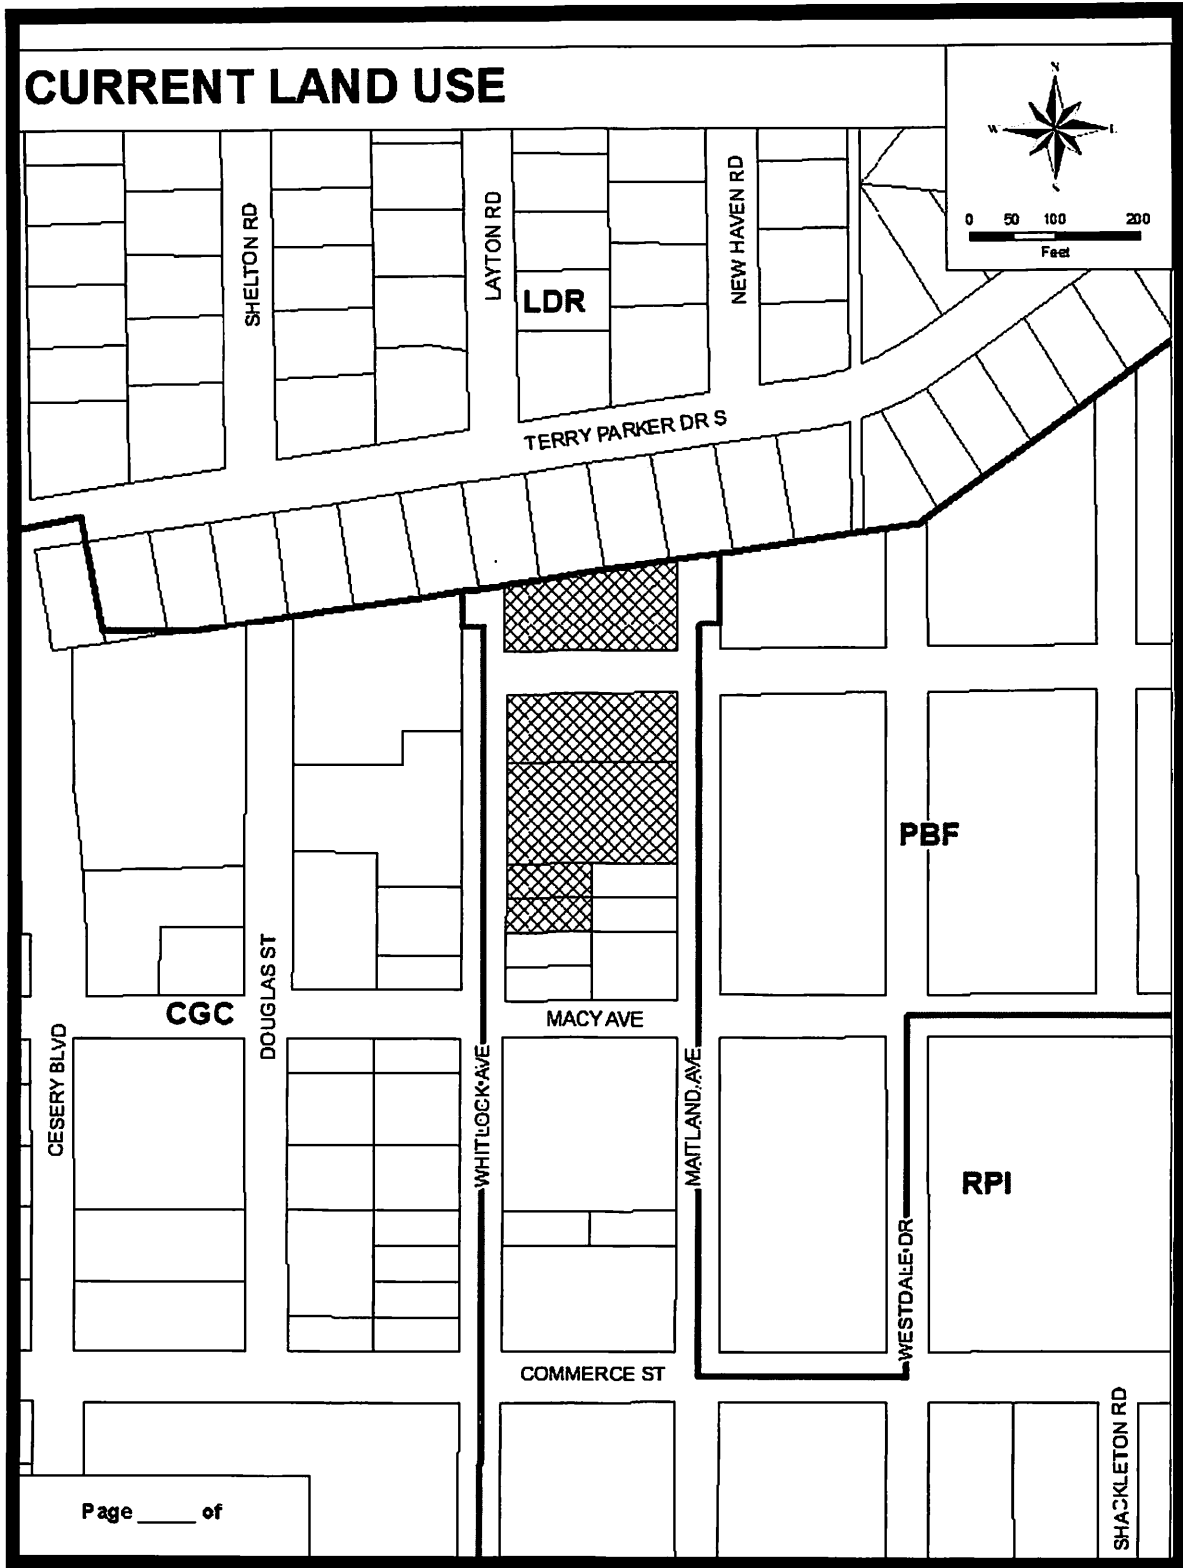 CURRENT LAND USE
N
W
0 50 100 200
Feet
SHELTON RD
LAYTON RD
NEW HAVEN RD
LDR
TERRY PARKER DR S
PBF
CGC
DOUGLAS ST
CESERY BLVD
MACY AVE
WHITLOCK AVE
MAITLAND AVE
RPI
WESTDALE DR
COMMERCE ST
SHACKLETON RD
Page _____ of